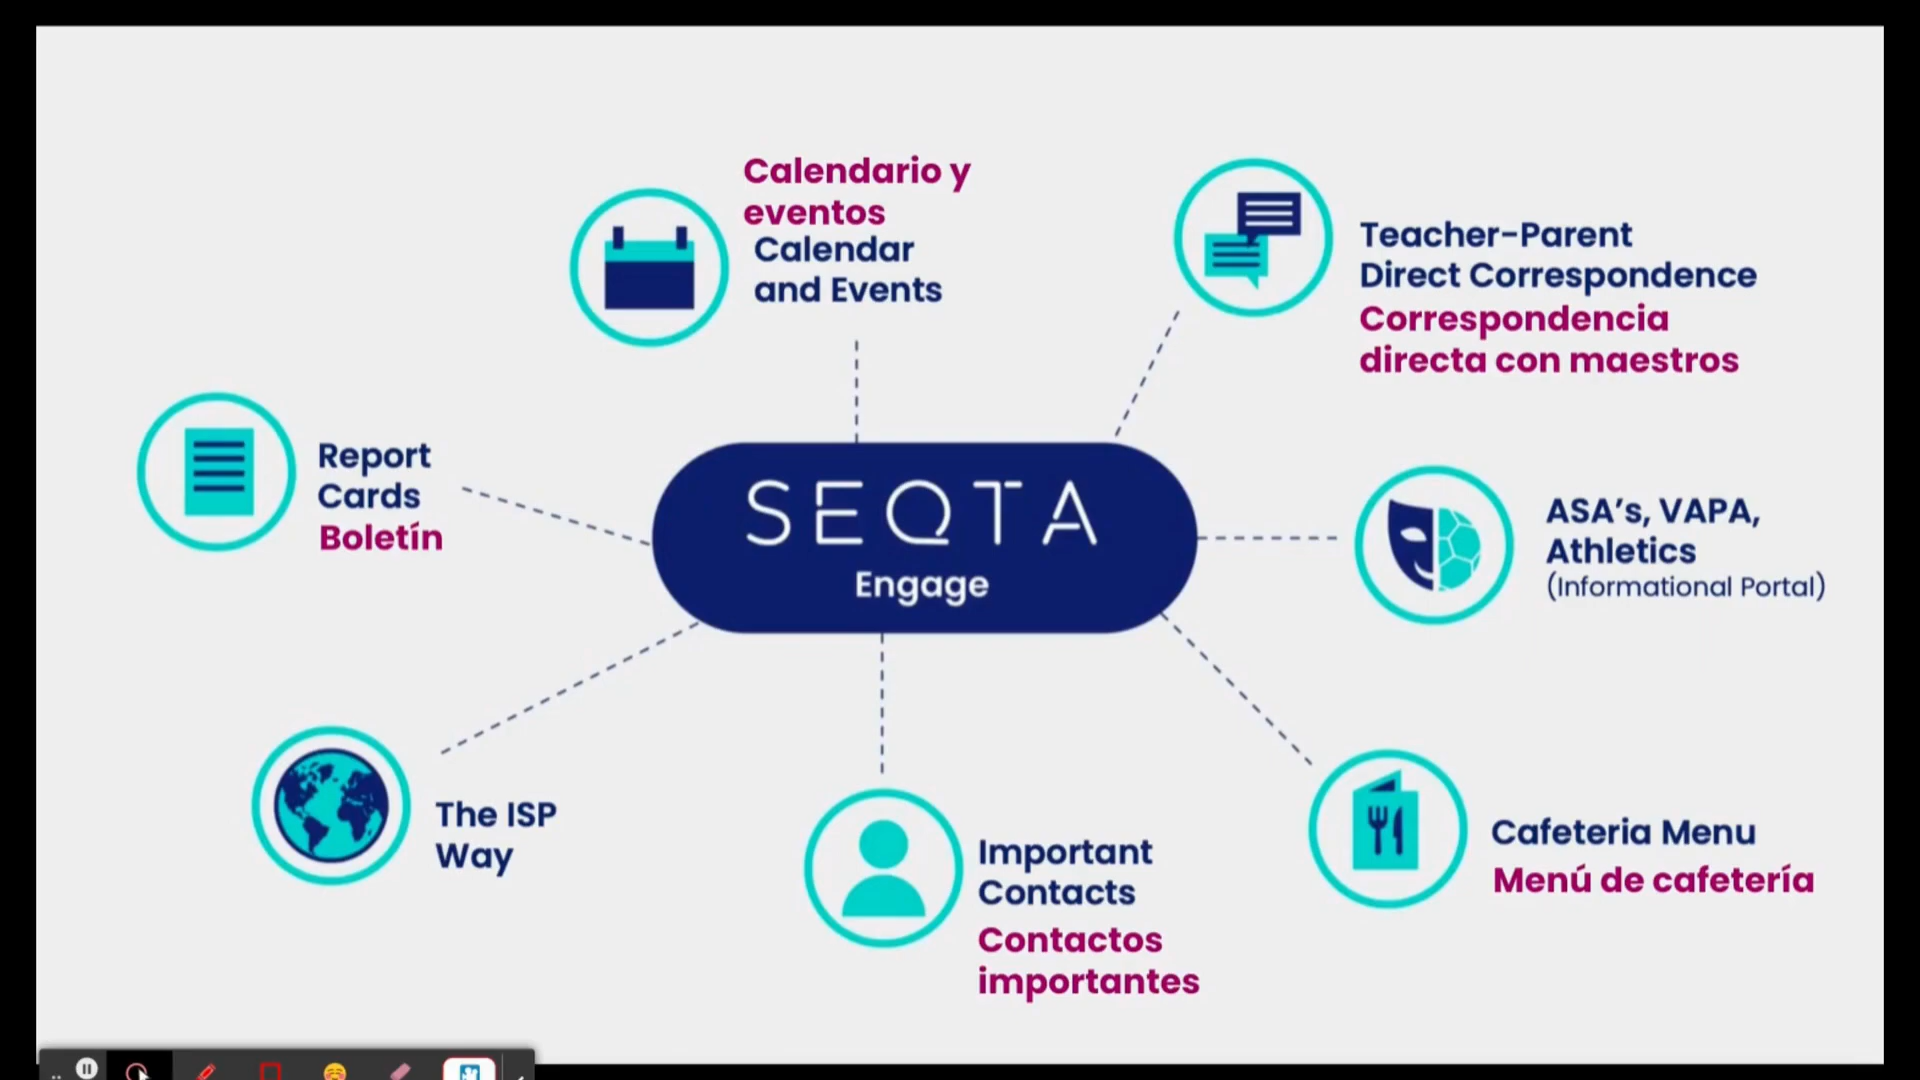 Calendario y
eventos
Calendar
and Events
Teacher-Parent
Direct Correspondence
Correspondencia
directa con maestros
Report
Cards
Boletín
SEQTA
Engage
ASA's, VAPA,
Athletics
(Informational Portal)
The ISP
Way
Important
Contacts
Contactos
importantes
Cafeteria Menu
Menú de cafetería